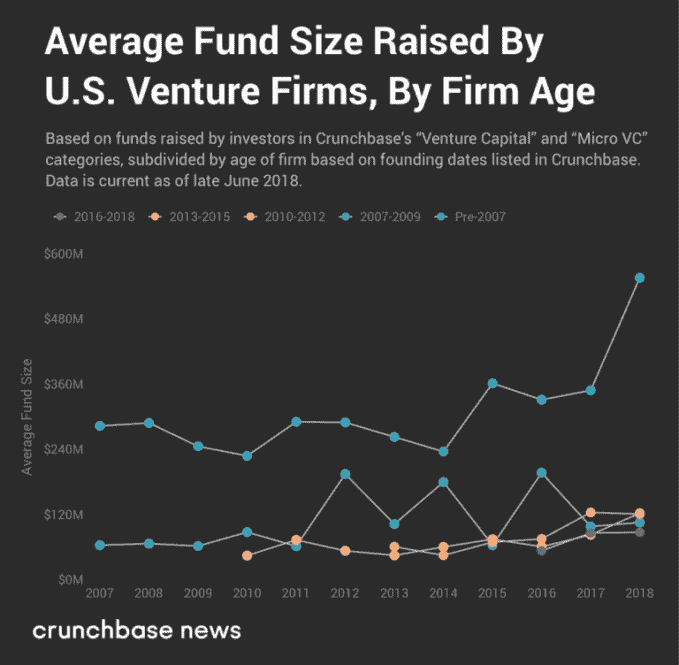 Average Fund Size Raised By
U.S. Venture Firms, By Firm Age
Based on funds raised by investors in Crunchbase's “Venture Capital” and “Micro VC”
categories, subdivided by age of firm based on founding dates listed in Crunchbase.
Data is current as of late June 2018.
2016-2018 2013-2015 2010-2012 2007-2009 Pre-2007
$600M
$480M
$360M
$240M
$120M
$0M
Average Fund Size
2007 2008 2009 2010 2011 2012 2013 2014 2015 2016 2017 2018
crunchbase news